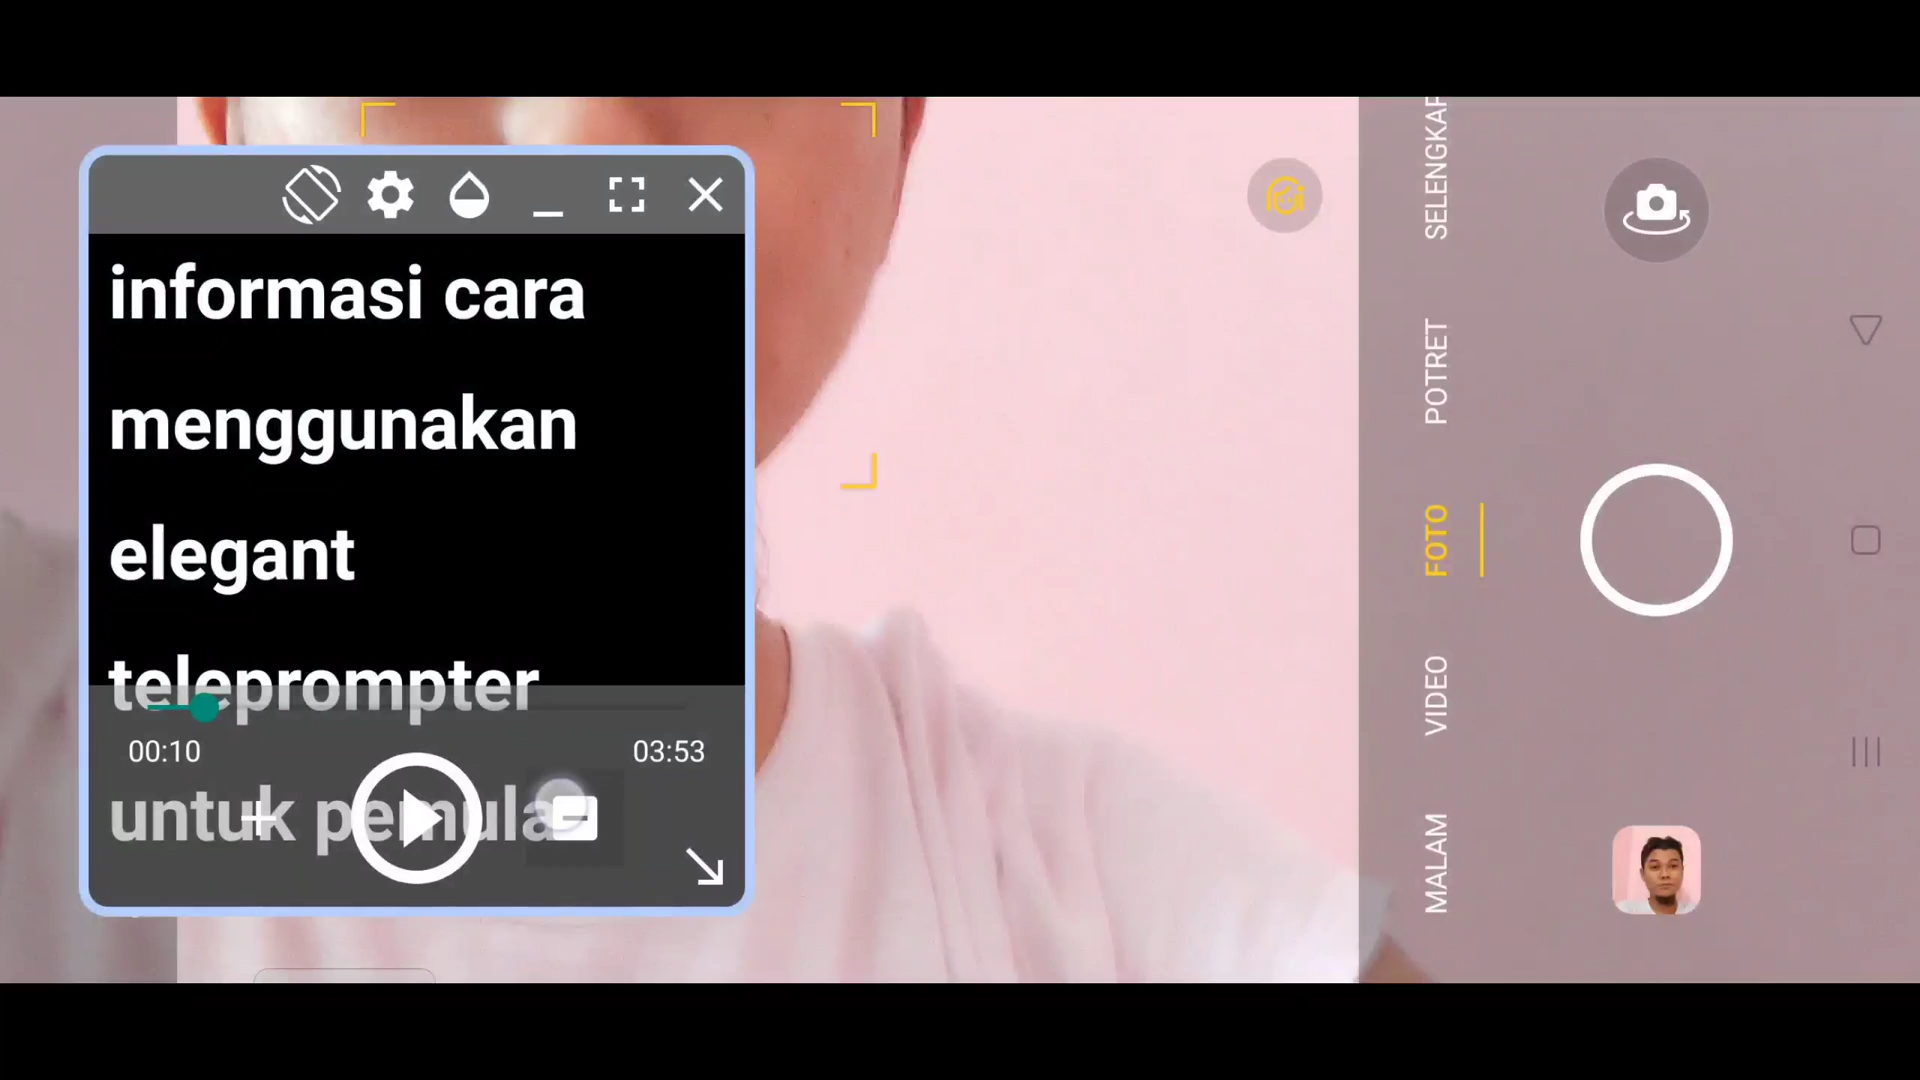 informasi cara
menggunakan
elegant
teleprompter
00:10
03:53
untuk pemula
SELENGKAP
POTRET
FOTO
VIDEO
MALAM